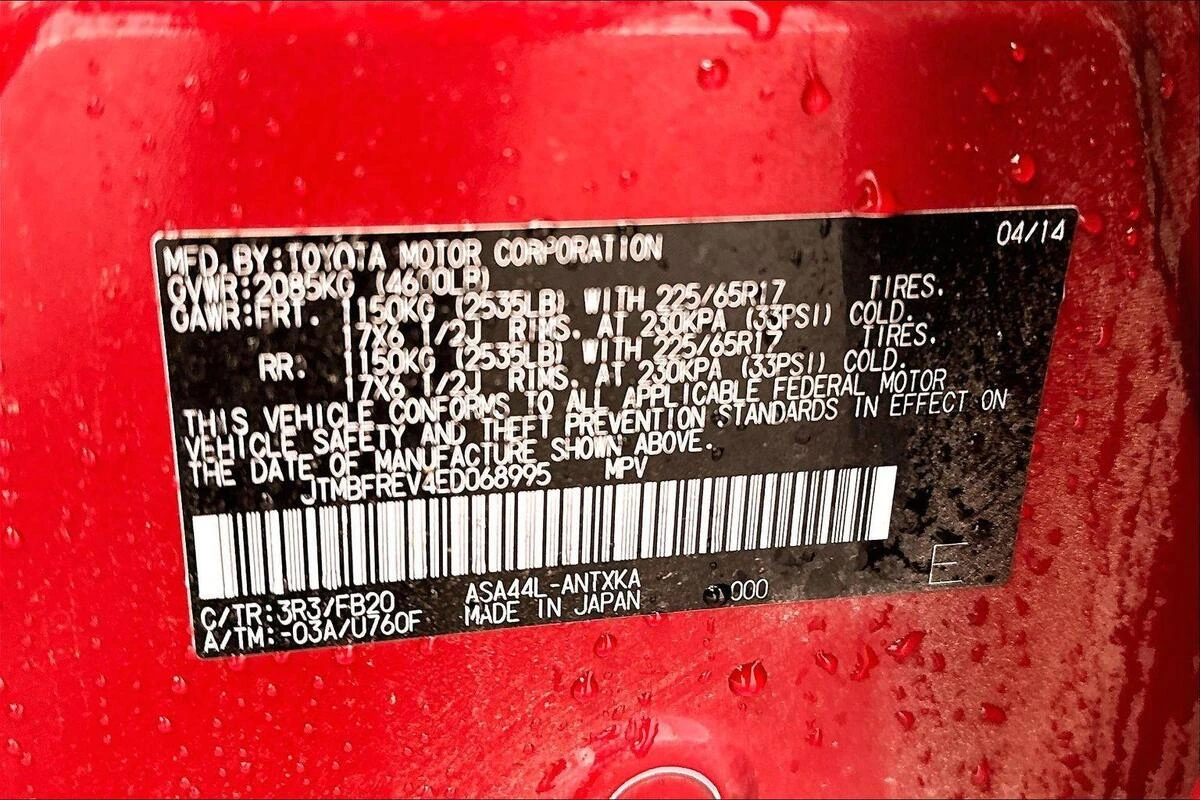 04/14
MFD. BY: TOYOTA MOTOR CORPORATION
GVWR: 2085KG (4600LB)
GAWR: FRT. 1150KG (2535LB) WITH 225/65R17 TIRES.
17X6 1/2J RIMS. AT 230KPA (33PSI) COLD.
RR: 1150KG (2535LB) WITH 225/65R17 TIRES.
17X6 1/2J RIMS. AT 230KPA (33PSI) COLD.
THIS VEHICLE CONFORMS TO ALL APPLICABLE FEDERAL MOTOR
VEHICLE SAFETY AND THEFT PREVENTION STANDARDS IN EFFECT ON
THE DATE OF MANUFACTURE SHOWN ABOVE.
JTMBFREV4ED068995 MPV
C/TR: 3R3/FB20 ASA44L-ANTXKA
A/TM: -03A/U760F MADE IN JAPAN 000
E